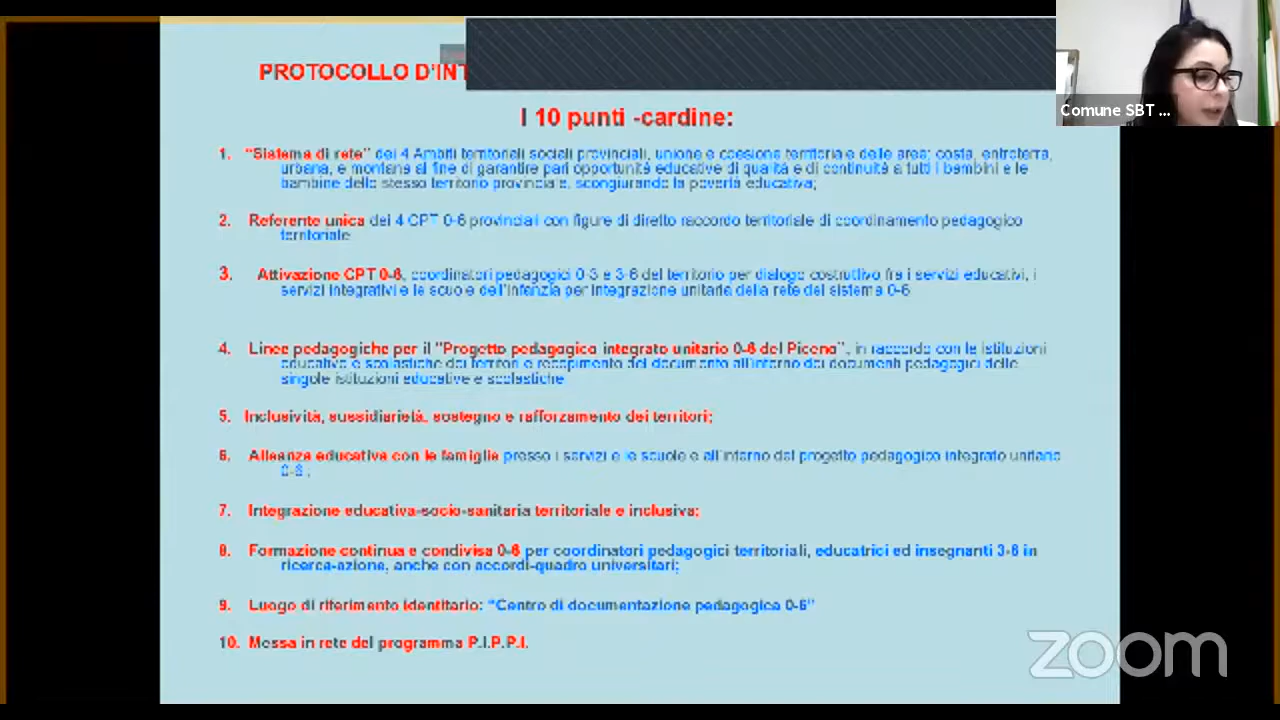 PROTOCOLLO D'INT
I 10 punti -cardine:
1. “Sistema di rete” dei 4 Ambiti territoriali sociali provinciali, unione e coesione territoriale delle aree: costa, entroterra,
urbana, e montana al fine di garantire pari opportunità educative di qualità e di continuità a tutti i bambini e le
bambine dello stesso territorio provinciale, scongiurando la povertà educativa;
2. Referente unica dei 4 CPT 0-6 provinciali con figure di diretto raccordo territoriale di coordinamento pedagogico
territoriale
3. Attivazione CPT 0-6, coordinatori pedagogici 0-3 e 3-6 del territorio per dialogo costruttivo fra i servizi educativi, i
servizi integrativi e le scuole dell'infanzia per integrazione unitaria della rete del sistema 0-6
4. Linee pedagogiche per il "Progetto pedagogico integrato unitario 0-6 del Piceno", in raccordo con le istituzioni
educative e scolastiche dei territori e recepimento del documento all'interno dei documenti pedagogici delle
singole istituzioni educative e scolastiche
5. Inclusività, sussidiarietà, sostegno e rafforzamento dei territori;
6. Alleanza educativa con le famiglie presso i servizi e le scuole e all'interno del progetto pedagogico integrato unitario
0-6 ;
7. Integrazione educativa-socio-sanitaria territoriale e inclusiva;
8. Formazione continua e condivisa 0-6 per coordinatori pedagogici territoriali, educatrici ed insegnanti 3-6 in
ricerca-azione, anche con accordi-quadro universitari;
9. Luogo di riferimento identitario: “Centro di documentazione pedagogica 0-6”
10. Messa in rete del programma P.I.P.P.I.
Comune SBT ...
zoom